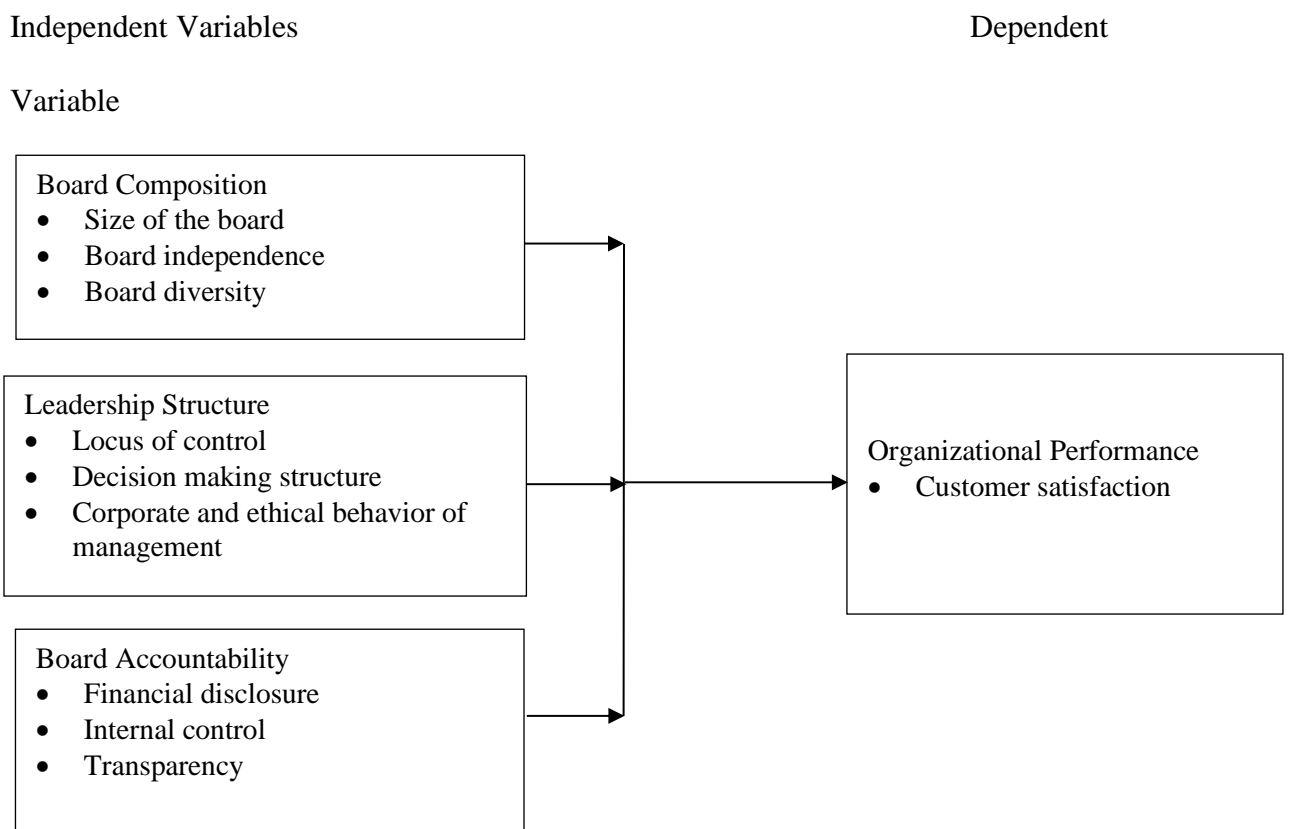 Independent Variables Dependent
Variable
Board Composition
• Size of the board
• Board independence
• Board diversity
Leadership Structure
• Locus of control
• Decision making structure
• Corporate and ethical behavior of
management
Board Accountability
• Financial disclosure
• Internal control
• Transparency
Organizational Performance
• Customer satisfaction